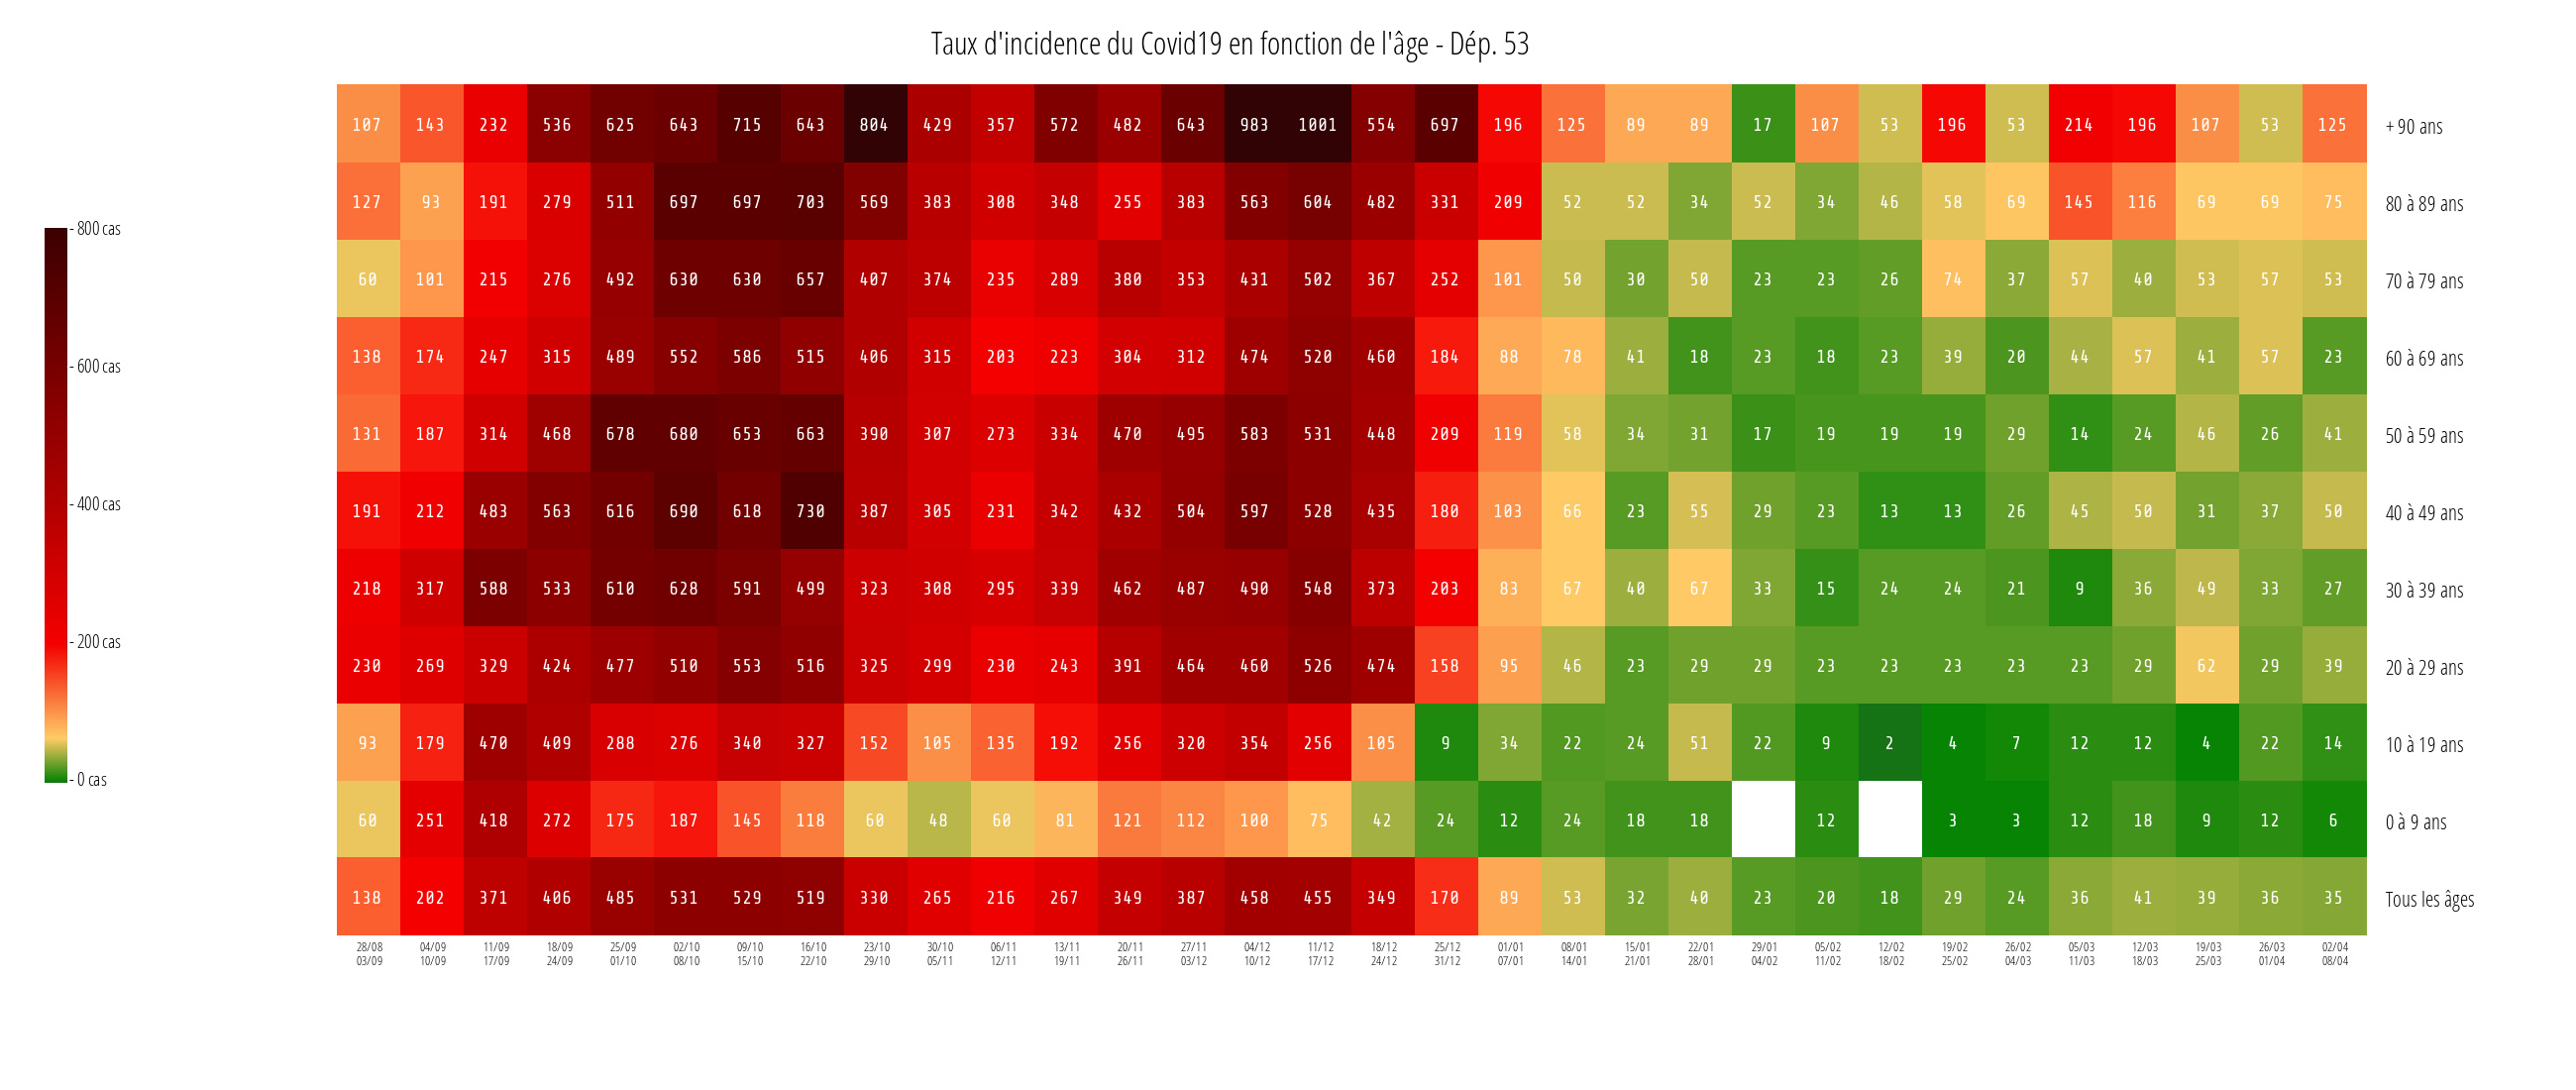 Taux d'incidence du Covid19 en fonction de l'âge - Dép. 53
107 143 232 536 625 643 715 643 804 429 357 572 482 643 983 1001 554 697 196 125 89 89 17 107 53 196 53 214 196 107 53 125 + 90 ans
127 93 191 279 511 697 697 703 569 383 308 348 255 383 563 604 482 331 209 52 52 34 52 34 46 58 69 145 116 69 69 75 80 à 89 ans
- 800 cas
60 101 215 276 492 630 630 657 407 374 235 289 380 353 431 502 367 252 101 50 30 50 23 23 26 74 37 57 40 53 57 53 70 à 79 ans
138 174 247 315 489 552 586 515 406 315 203 223 304 312 474 520 460 184 88 78 41 18 23 18 23 39 20 44 57 41 57 23 60 à 69 ans
- 600 cas
131 187 314 468 678 680 653 663 390 307 273 334 470 495 583 531 448 209 119 58 34 31 17 19 19 19 29 14 24 46 26 41 50 à 59 ans
- 400 cas
191 212 483 563 616 690 618 730 387 305 231 342 432 504 597 528 435 180 103 66 23 55 29 23 13 13 26 45 50 31 37 50 40 à 49 ans
218 317 588 533 610 628 591 499 323 308 295 339 462 487 490 548 373 203 83 67 40 67 33 15 24 24 21 9 36 49 33 27 30 à 39 ans
- 200 cas
230 269 329 424 477 510 553 516 325 299 230 243 391 464 460 526 474 158 95 46 23 29 29 23 23 23 23 23 29 62 29 39 20 à 29 ans
93 179 470 409 288 276 340 327 152 105 135 192 256 320 354 256 105 9 34 22 24 51 22 9 2 4 7 12 12 4 22 14 10 à 19 ans
- 0 cas
60 251 418 272 175 187 145 118 60 48 60 81 121 112 100 75 42 24 12 24 18 18 12 3 3 12 18 9 12 6 0 à 9 ans
138 202 371 406 485 531 529 519 330 265 216 267 349 387 458 455 349 170 89 53 32 40 23 20 18 29 24 36 41 39 36 35 Tous les âges
28/08 04/09 11/09 18/09 25/09 02/10 09/10 16/10 23/10 30/10 06/11 13/11 20/11 27/11 04/12 11/12 18/12 25/12 01/01 08/01 15/01 22/01 29/01 05/02 12/02 19/02 26/02 05/03 12/03 19/03 26/03 02/04
03/09 10/09 17/09 24/09 01/10 08/10 15/10 22/10 29/10 05/11 12/11 19/11 26/11 03/12 10/12 17/12 24/12 31/12 07/01 14/01 21/01 28/01 04/02 11/02 18/02 25/02 04/03 11/03 18/03 25/03 01/04 08/04